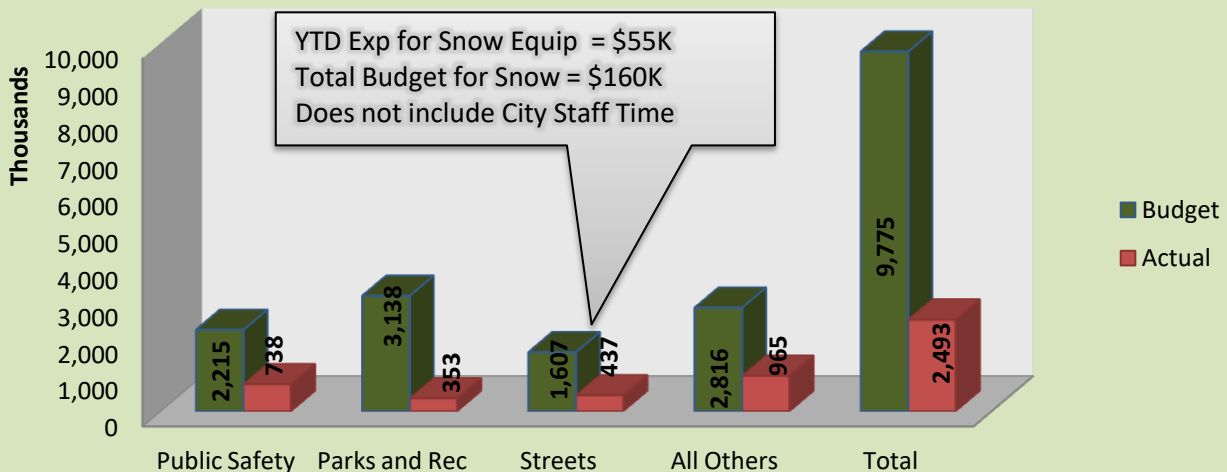 YTD Exp for Snow Equip = $55K
Total Budget for Snow = $160K
Does not include City Staff Time
Thousands
10,000
9,000
8,000
7,000
6,000
5,000
4,000
3,000
2,000
1,000
0
2,215
738
3,138
353
1,607
437
2,816
965
9,775
2,493
Public Safety
Parks and Rec
Streets
All Others
Total
Budget
Actual